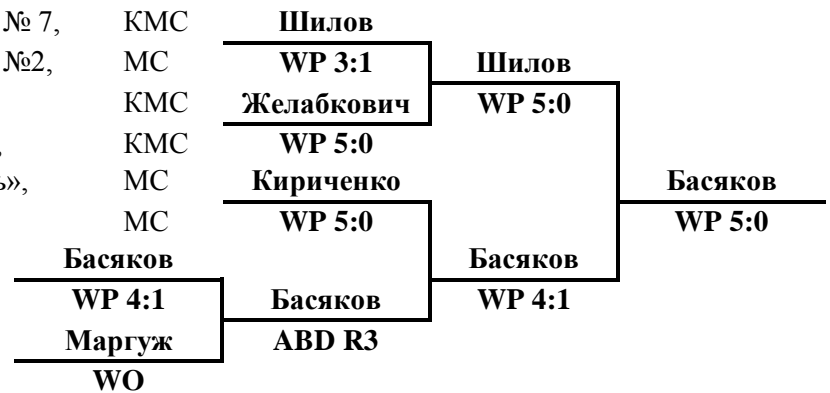 № 7, КМС Шилов
№2, МС WP 3:1 Шилов
КМС Желабкович WP 5:0
, КМС WP 5:0
ь», МС Кириченко Басяков
МС WP 5:0 WP 5:0
Басяков Басяков
WP 4:1 Басяков WP 4:1
Маргуж ABD R3
WO